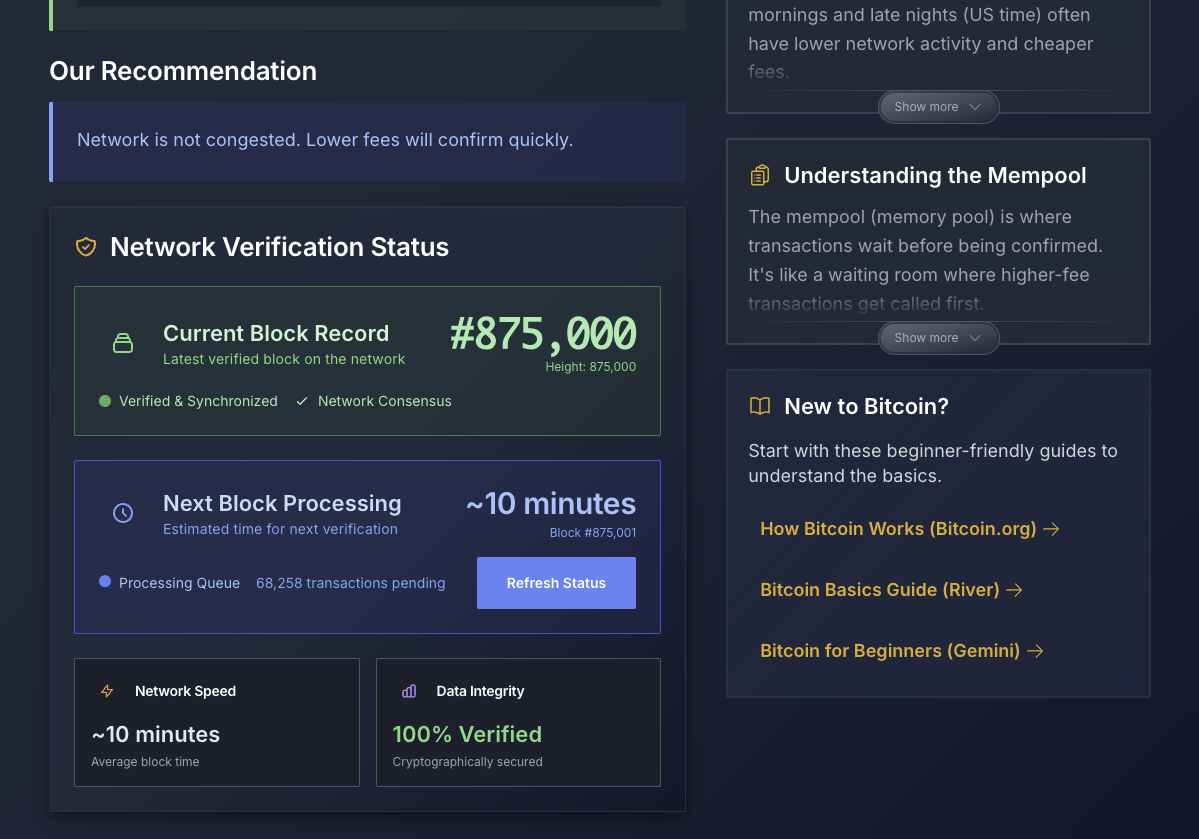 Our Recommendation
Network is not congested. Lower fees will confirm quickly.
Network Verification Status
Current Block Record
Latest verified block on the network
#875,000
Height: 875,000
Verified & Synchronized
Network Consensus
Next Block Processing
Estimated time for next verification
~10 minutes
Block #875,001
Processing Queue
68,258 transactions pending
Refresh Status
Network Speed
~10 minutes
Average block time
Data Integrity
100% Verified
Cryptographically secured
mornings and late nights (US time) often
have lower network activity and cheaper
fees.
Show more
Understanding the Mempool
The mempool (memory pool) is where
transactions wait before being confirmed.
It's like a waiting room where higher-fee
transactions get called first.
Show more
New to Bitcoin?
Start with these beginner-friendly guides to
understand the basics.
How Bitcoin Works (Bitcoin.org) →
Bitcoin Basics Guide (River) →
Bitcoin for Beginners (Gemini) →